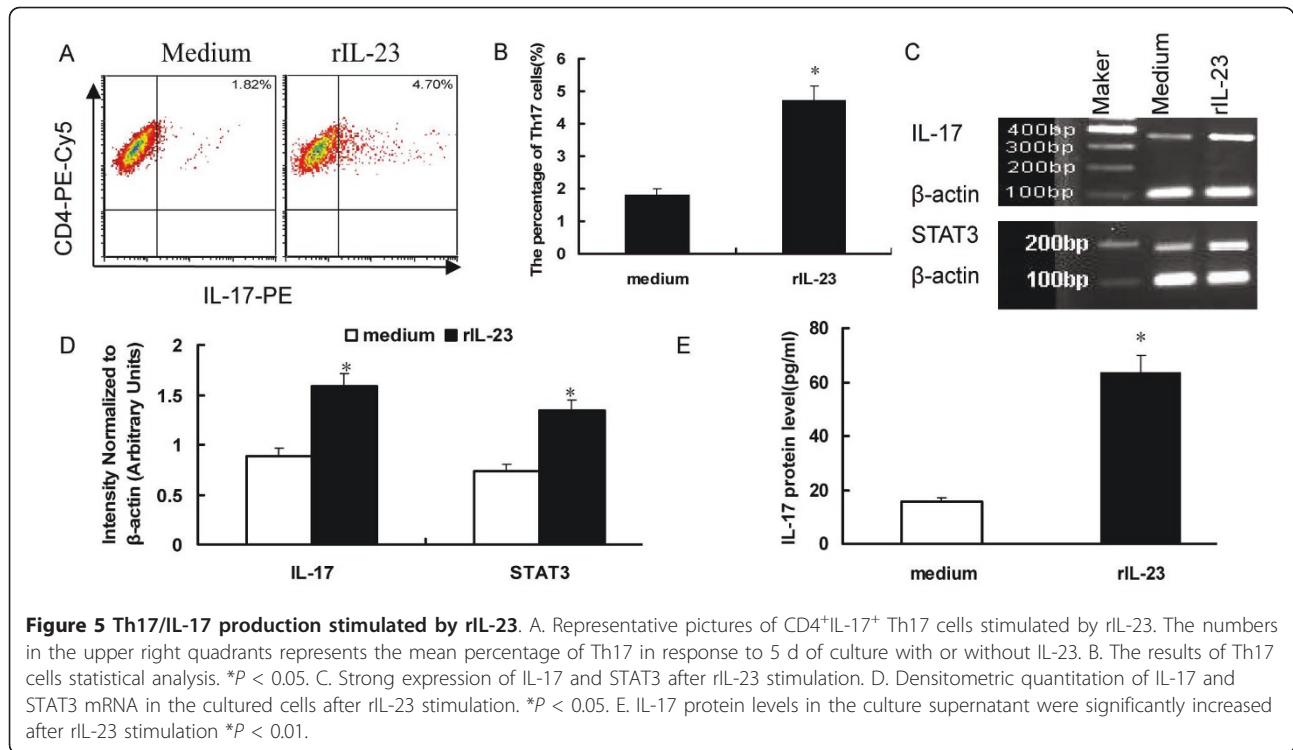 A
Medium
rIL-23
1.82%
4.70%
CD4-PE-Cy5
IL-17-PE
B
The percentage of Th17 cells(%)
6
5
4
3
2
1
0
*
medium
rIL-23
C
Maker
Medium
rIL-23
IL-17
400bp
300bp
200bp
β-actin
100bp
STAT3
200bp
β-actin
100bp
D
medium
rIL-23
Intensity Normalized to
β-actin (Arbitrary Units)
2
1.5
1
0.5
0
*
*
IL-17
STAT3
E
IL-17 protein level(pg/ml)
80
60
40
20
0
*
medium
rIL-23
Figure 5 Th17/IL-17 production stimulated by rIL-23. A. Representative pictures of CD4+IL-17+ Th17 cells stimulated by rIL-23. The numbers
in the upper right quadrants represents the mean percentage of Th17 in response to 5 d of culture with or without IL-23. B. The results of Th17
cells statistical analysis. *P < 0.05. C. Strong expression of IL-17 and STAT3 after rIL-23 stimulation. D. Densitometric quantitation of IL-17 and
STAT3 mRNA in the cultured cells after rIL-23 stimulation. *P < 0.05. E. IL-17 protein levels in the culture supernatant were significantly increased
after rIL-23 stimulation *P < 0.01.